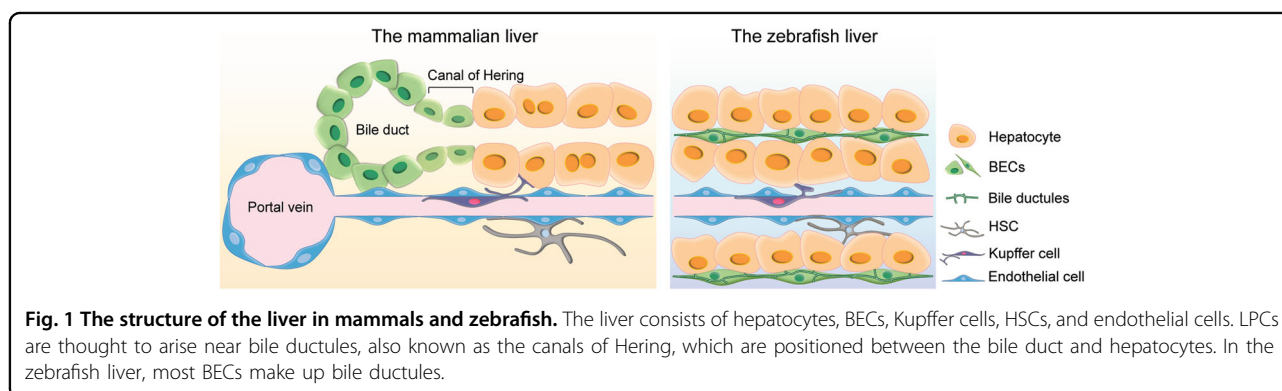 The mammalian liver
The zebrafish liver
Canal of Hering
Bile duct
Portal vein
Hepatocyte
BECs
Bile ductules
HSC
Kupffer cell
Endothelial cell
Fig. 1 The structure of the liver in mammals and zebrafish. The liver consists of hepatocytes, BECs, Kupffer cells, HSCs, and endothelial cells. LPCs
are thought to arise near bile ductules, also known as the canals of Hering, which are positioned between the bile duct and hepatocytes. In the
zebrafish liver, most BECs make up bile ductules.